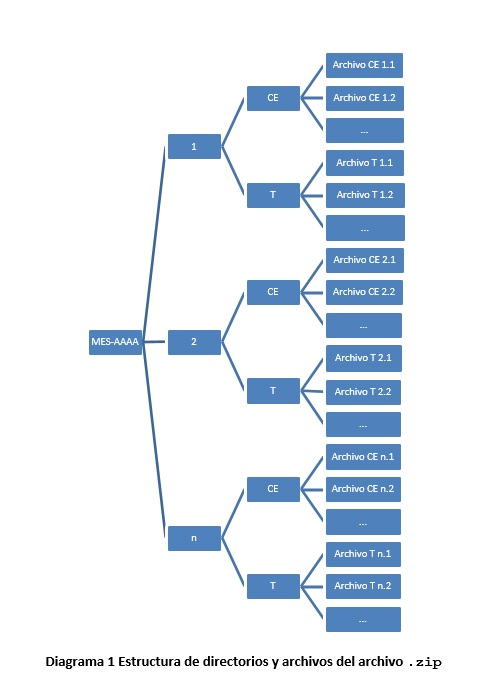 Archivo CE 1.1
CE
Archivo CE 1.2
...
1
Archivo T 1.1
T
Archivo T 1.2
...
Archivo CE 2.1
CE
Archivo CE 2.2
...
MES-AAAA
2
Archivo T 2.1
T
Archivo T 2.2
...
Archivo CE n.1
CE
Archivo CE n.2
...
n
Archivo T n.1
T
Archivo T n.2
...
Diagrama 1 Estructura de directorios y archivos del archivo .zip